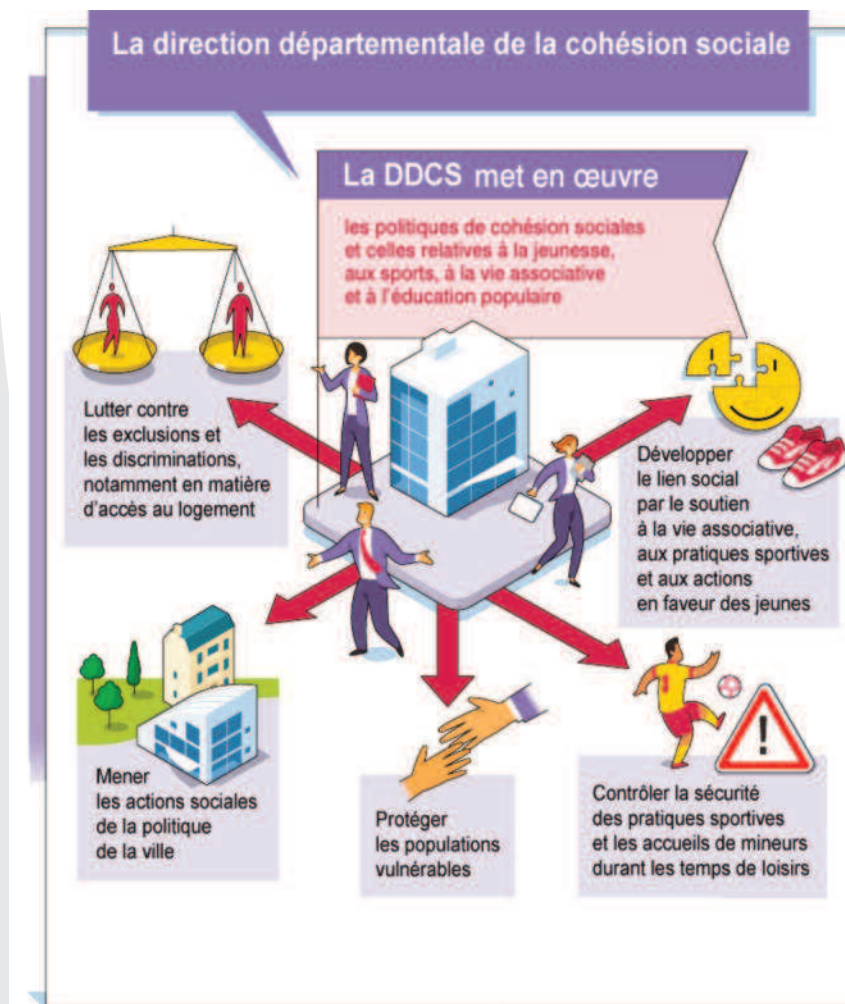 La direction départementale de la cohésion sociale
La DDCS met en œuvre
les politiques de cohésion sociales
et celles relatives à la jeunesse,
aux sports, à la vie associative
et à l'éducation populaire
Lutter contre
les exclusions et
les discriminations,
notamment en matière
d'accès au logement
Développer
le lien social
par le soutien
à la vie associative,
aux pratiques sportives
et aux actions
en faveur des jeunes
Mener
les actions sociales
de la politique
de la ville
Protéger
les populations
vulnérables
Contrôler la sécurité
des pratiques sportives
et les accueils de mineurs
durant les temps de loisirs